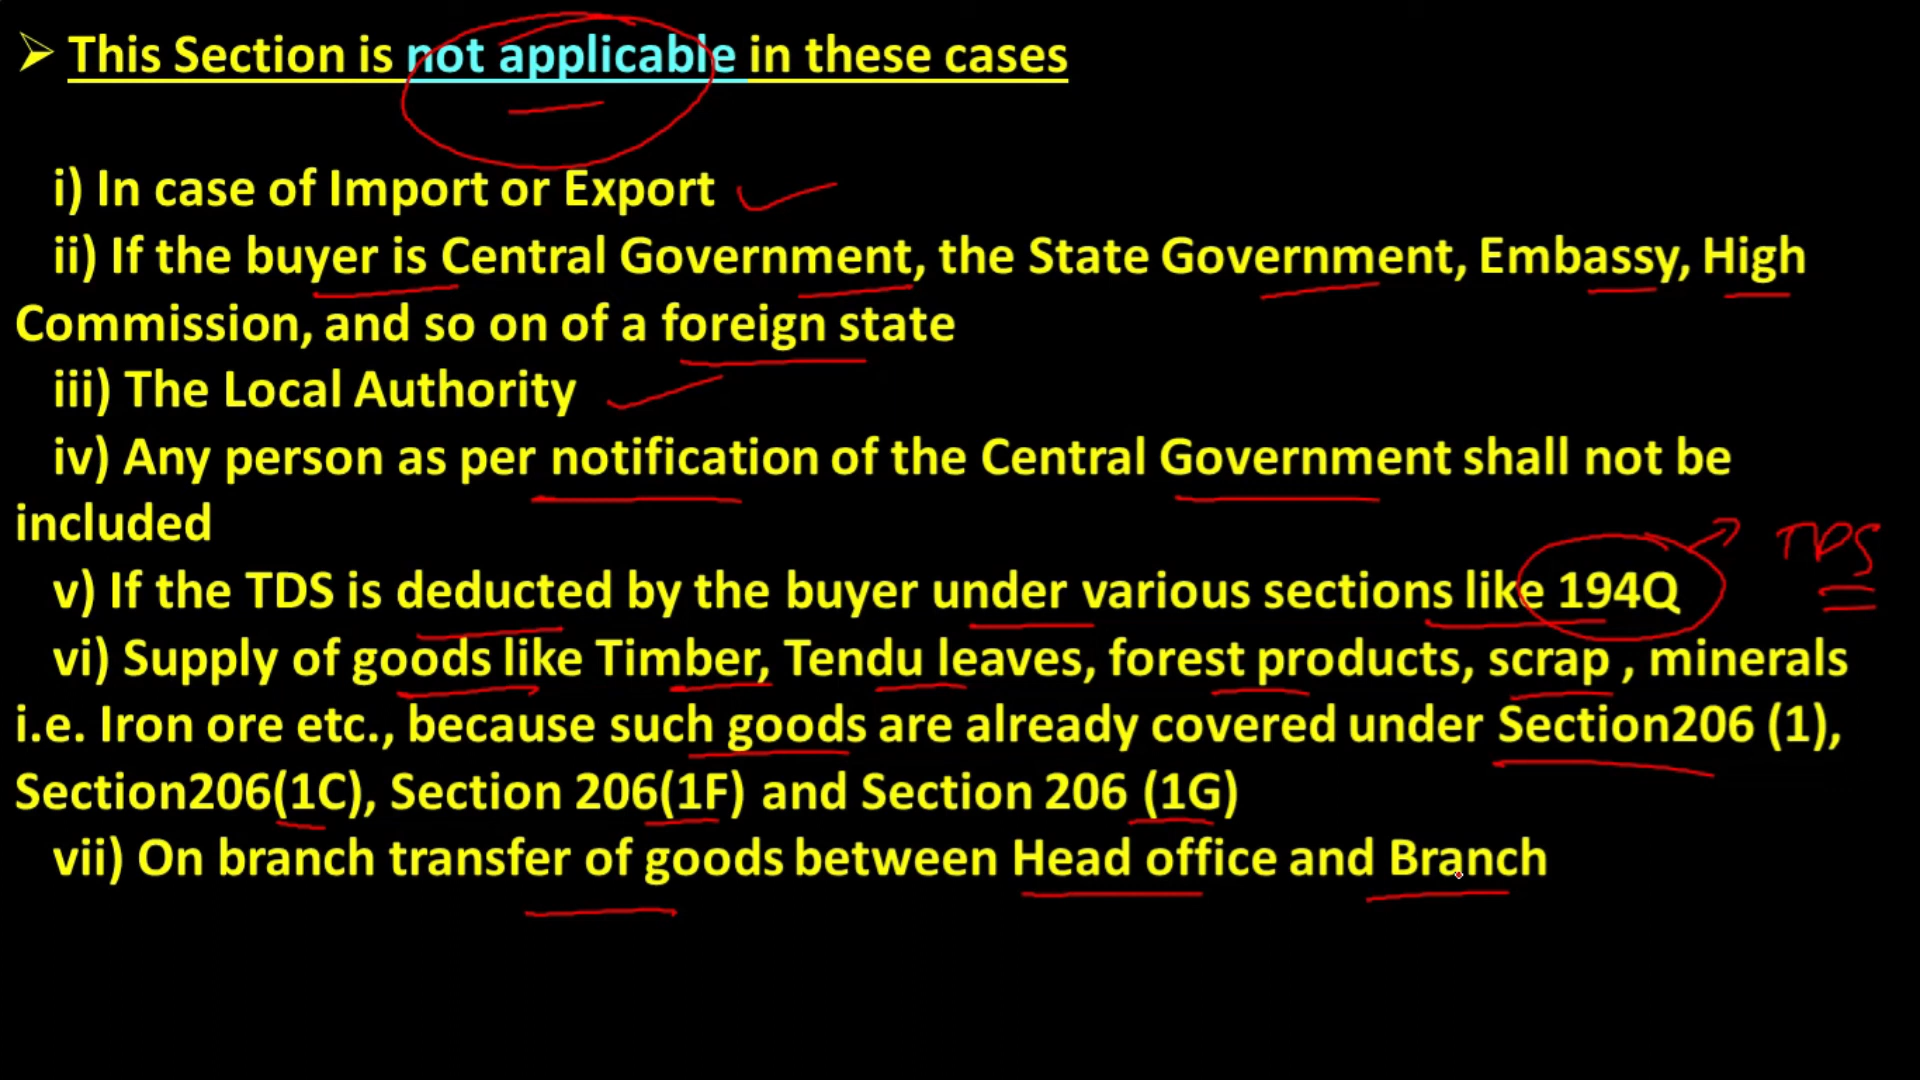 ➢ This Section is not applicable in these cases
i) In case of Import or Export
ii) If the buyer is Central Government, the State Government, Embassy, High
Commission, and so on of a foreign state
iii) The Local Authority
iv) Any person as per notification of the Central Government shall not be
included
TDS
v) If the TDS is deducted by the buyer under various sections like 194Q
vi) Supply of goods like Timber, Tendu leaves, forest products, scrap , minerals
i.e. Iron ore etc., because such goods are already covered under Section206 (1),
Section206(1C), Section 206(1F) and Section 206 (1G)
vii) On branch transfer of goods between Head office and Branch